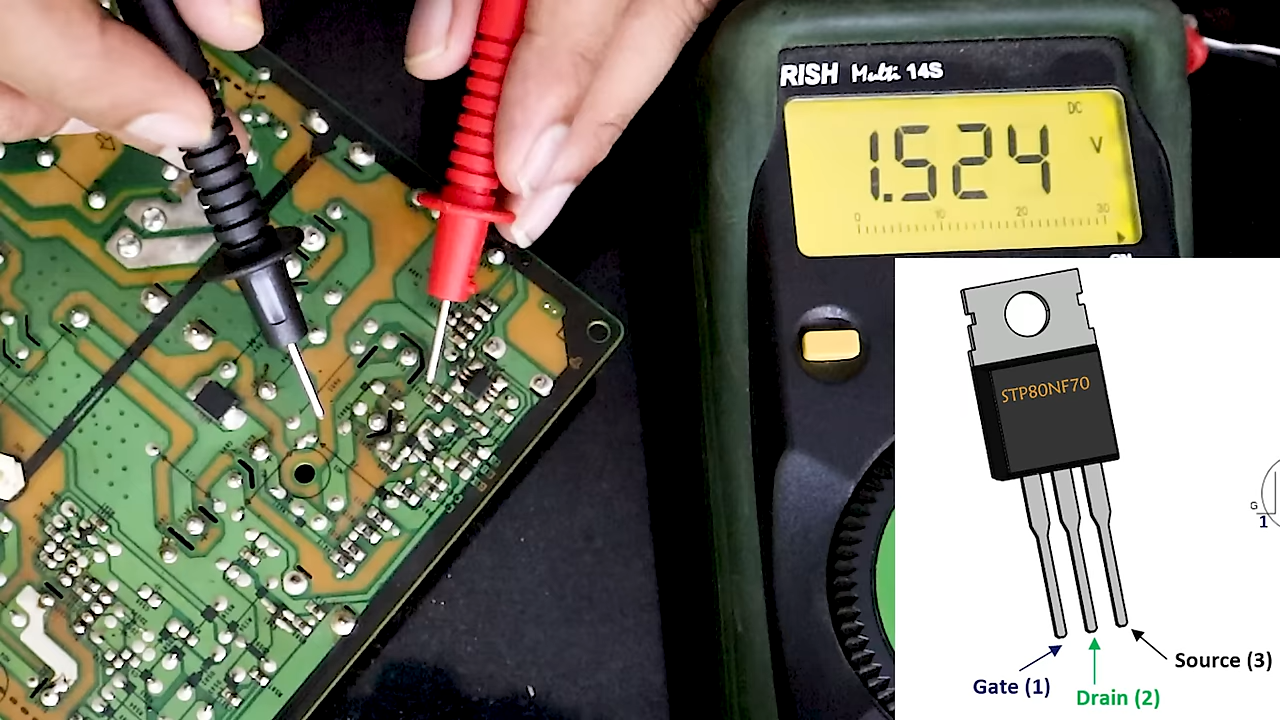 RISH Multi 14S
DC
1.524 V
0 10 20 30
STP80NF70
G
1
Gate (1)
Drain (2)
Source (3)